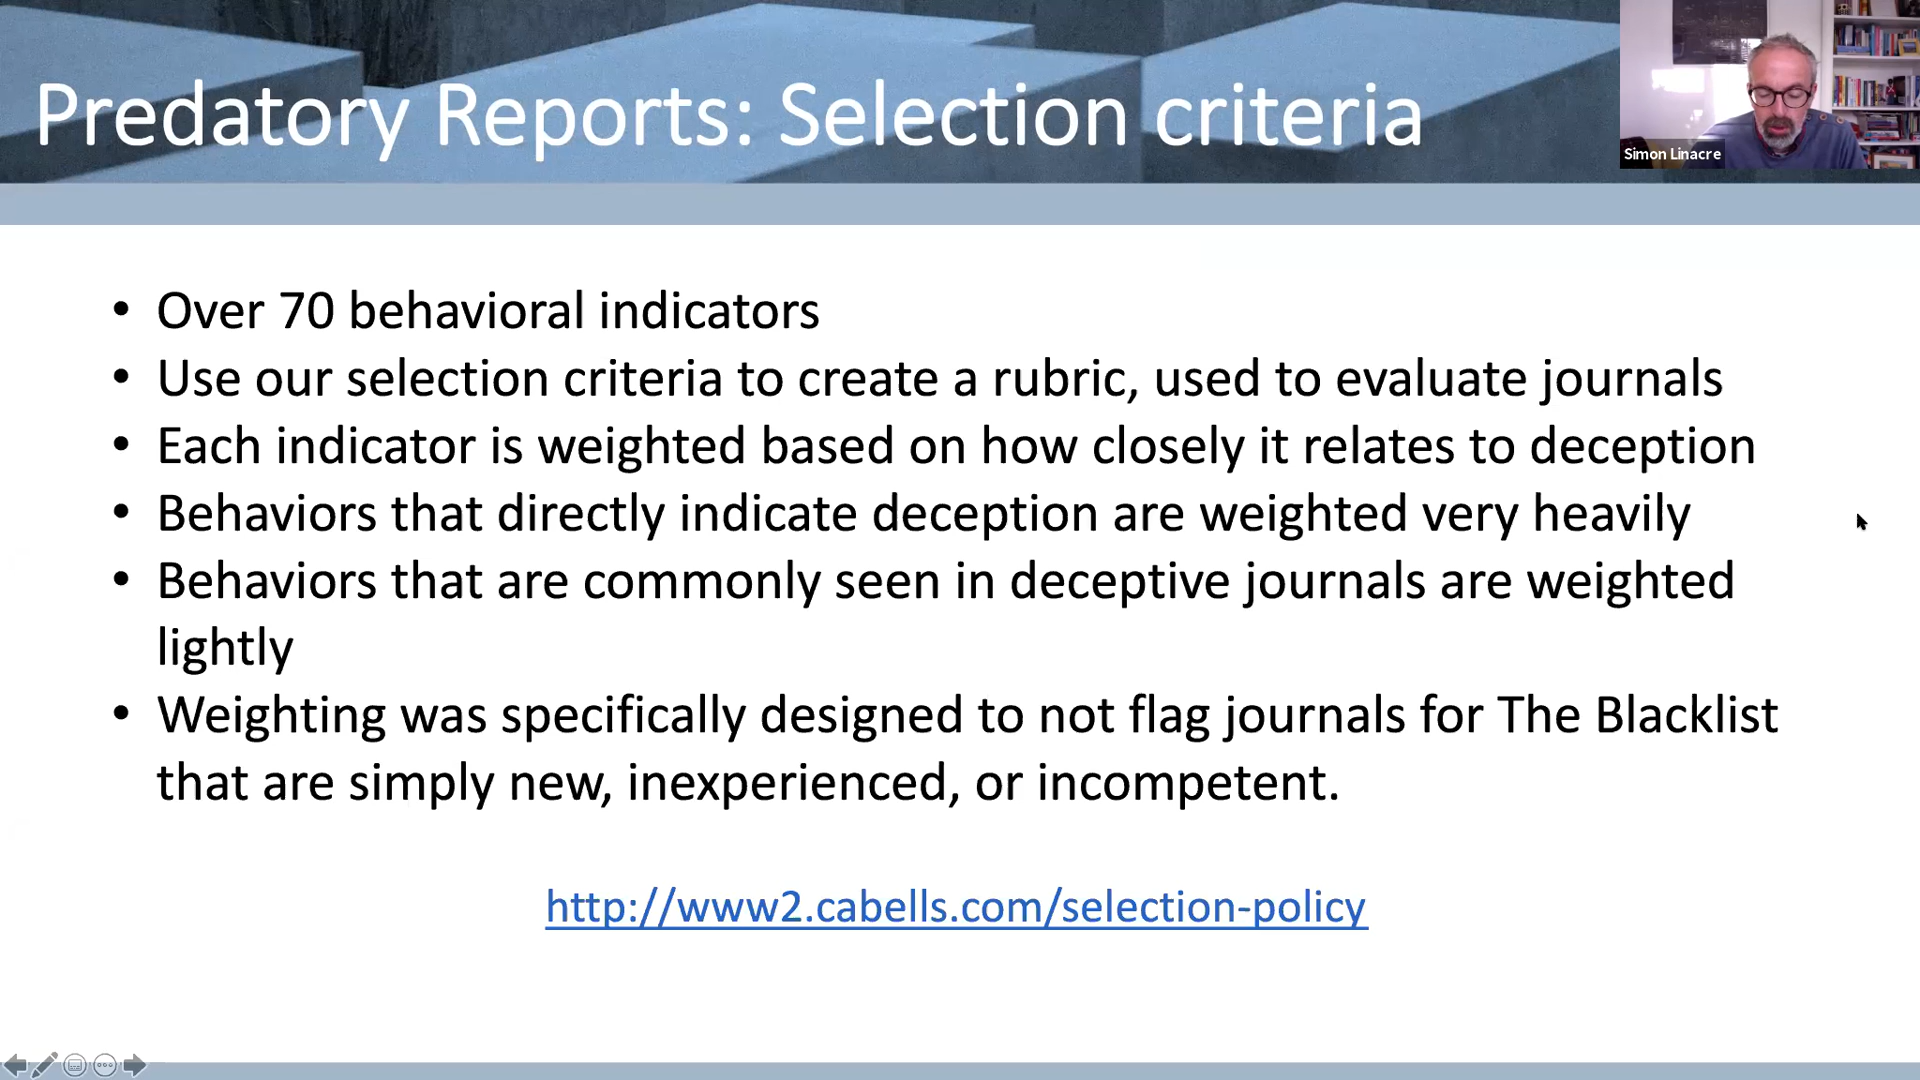 Predatory Reports: Selection criteria
Simon Linacre
• Over 70 behavioral indicators
• Use our selection criteria to create a rubric, used to evaluate journals
• Each indicator is weighted based on how closely it relates to deception
• Behaviors that directly indicate deception are weighted very heavily
• Behaviors that are commonly seen in deceptive journals are weighted
lightly
• Weighting was specifically designed to not flag journals for The Blacklist
that are simply new, inexperienced, or incompetent.
http://www2.cabells.com/selection-policy